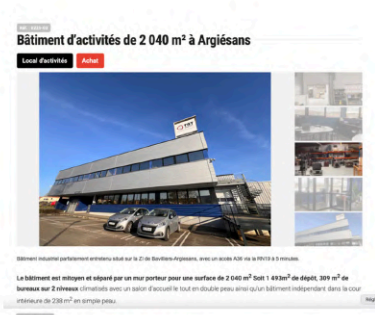 Bâtiment d'activités de 2 040 m² à Argiésans
Local d'activités
Achat
Bâtiment industriel parfaitement entretenu situé sur la ZI de Bavilliers-Argiésans, avec un accès A36 via la RN19 à 5 minutes.
Le bâtiment est mitoyen et séparé par un mur porteur pour une surface de 2 040 m² Soit 1 493m² de dépôt, 309 m² de
bureaux sur 2 niveaux climatisés avec un salon d'accueil le tout en double peau ainsi qu'un bâtiment indépendant dans la cour
intérieure de 238 m² en simple peau.